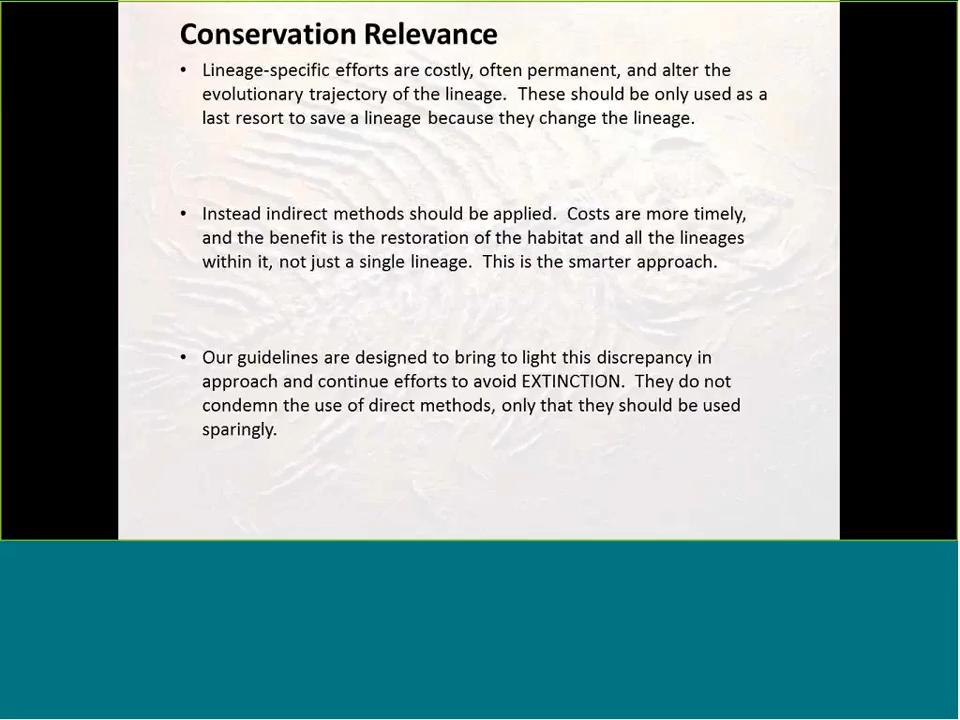 Conservation Relevance
• Lineage-specific efforts are costly, often permanent, and alter the
evolutionary trajectory of the lineage.  These should be only used as a
last resort to save a lineage because they change the lineage.
• Instead indirect methods should be applied.  Costs are more timely,
and the benefit is the restoration of the habitat and all the lineages
within it, not just a single lineage.  This is the smarter approach.
• Our guidelines are designed to bring to light this discrepancy in
approach and continue efforts to avoid EXTINCTION.  They do not
condemn the use of direct methods, only that they should be used
sparingly.